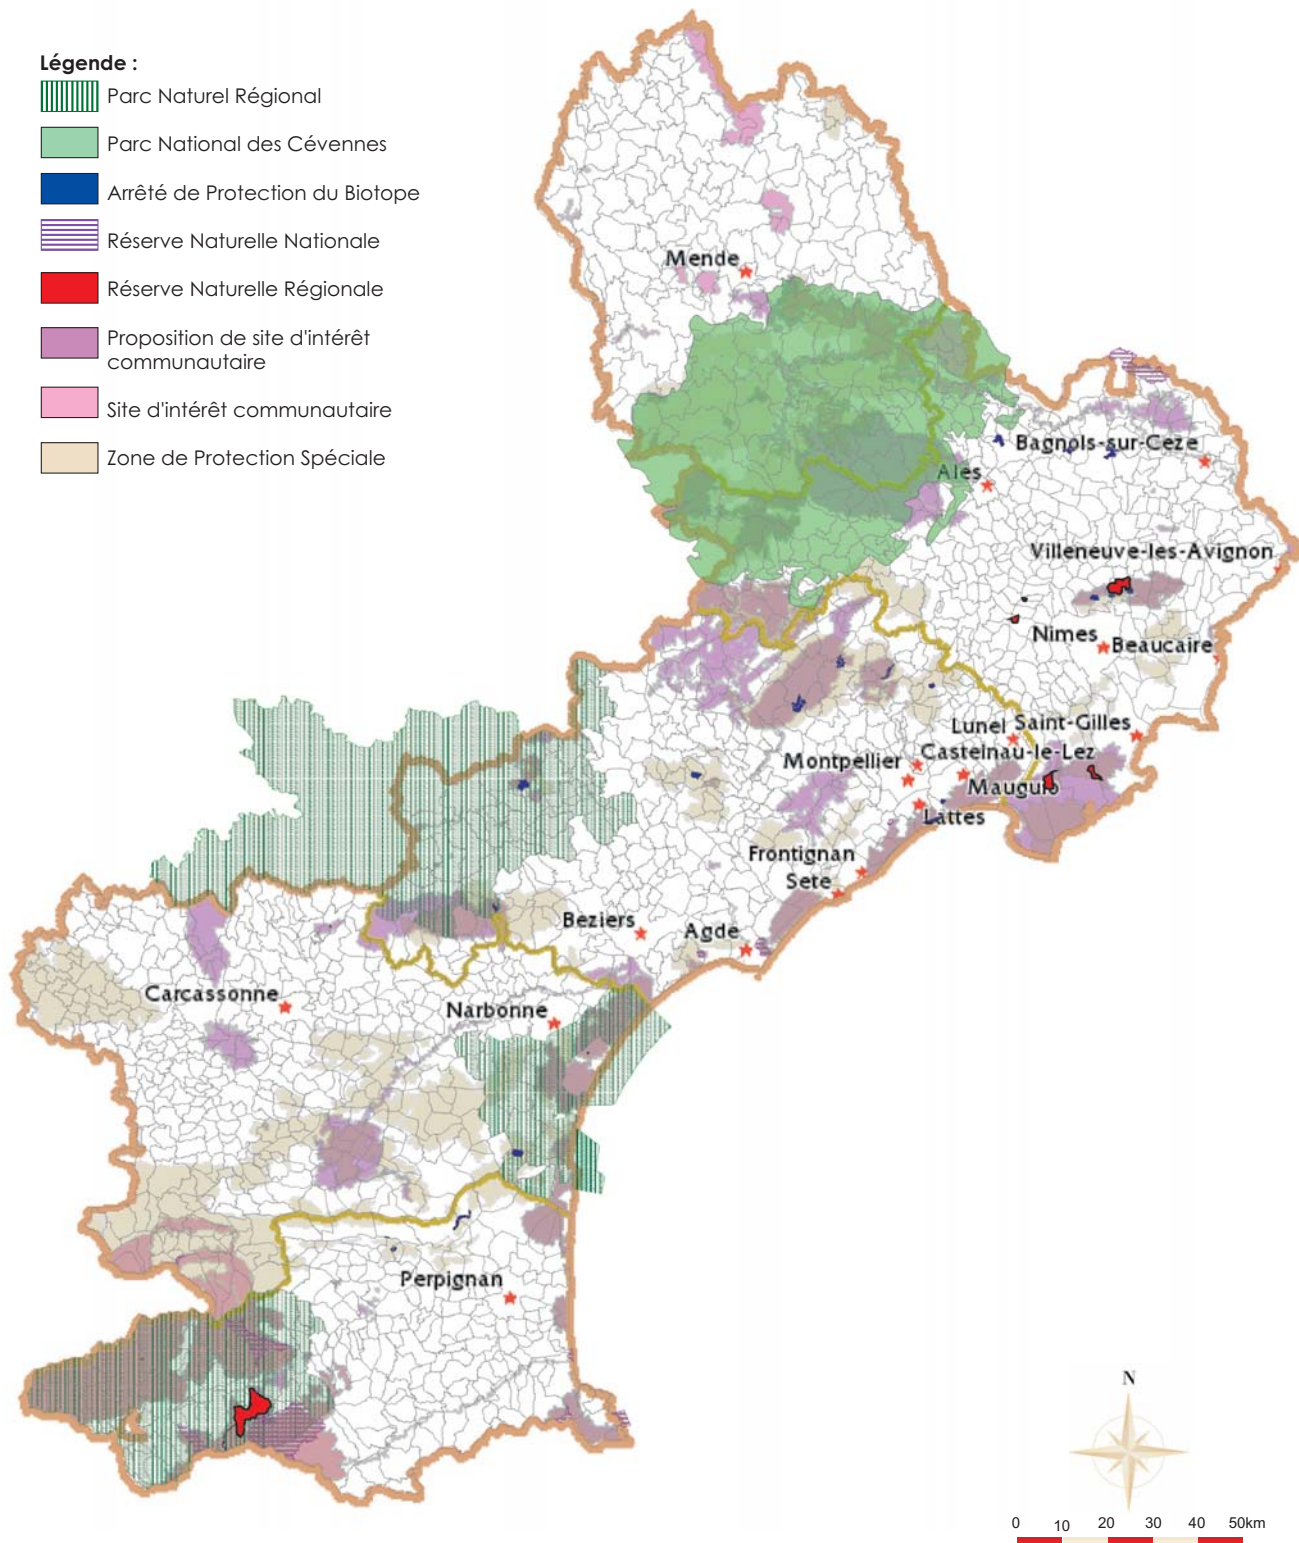 Légende :
Parc Naturel Régional
Parc National des Cévennes
Arrêté de Protection du Biotope
Réserve Naturelle Nationale
Réserve Naturelle Régionale
Proposition de site d'intérêt
communautaire
Site d'intérêt communautaire
Zone de Protection Spéciale
Mende
Bagnols-sur-Ceze
Ales
Villeneuve-les-Avignon
Nimes
Beaucaire
Lunel
Saint-Gilles
Montpellier
Castelnau-le-Lez
Mauguio
Lattes
Frontignan
Sete
Beziers
Agde
Carcassonne
Narbonne
Perpignan
N
0 10 20 30 40 50km